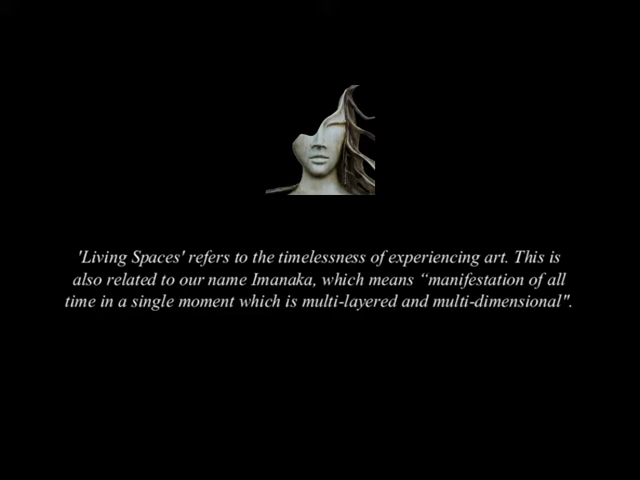 'Living Spaces' refers to the timelessness of experiencing art. This is
also related to our name Imanaka, which means “manifestation of all
time in a single moment which is multi-layered and multi-dimensional".